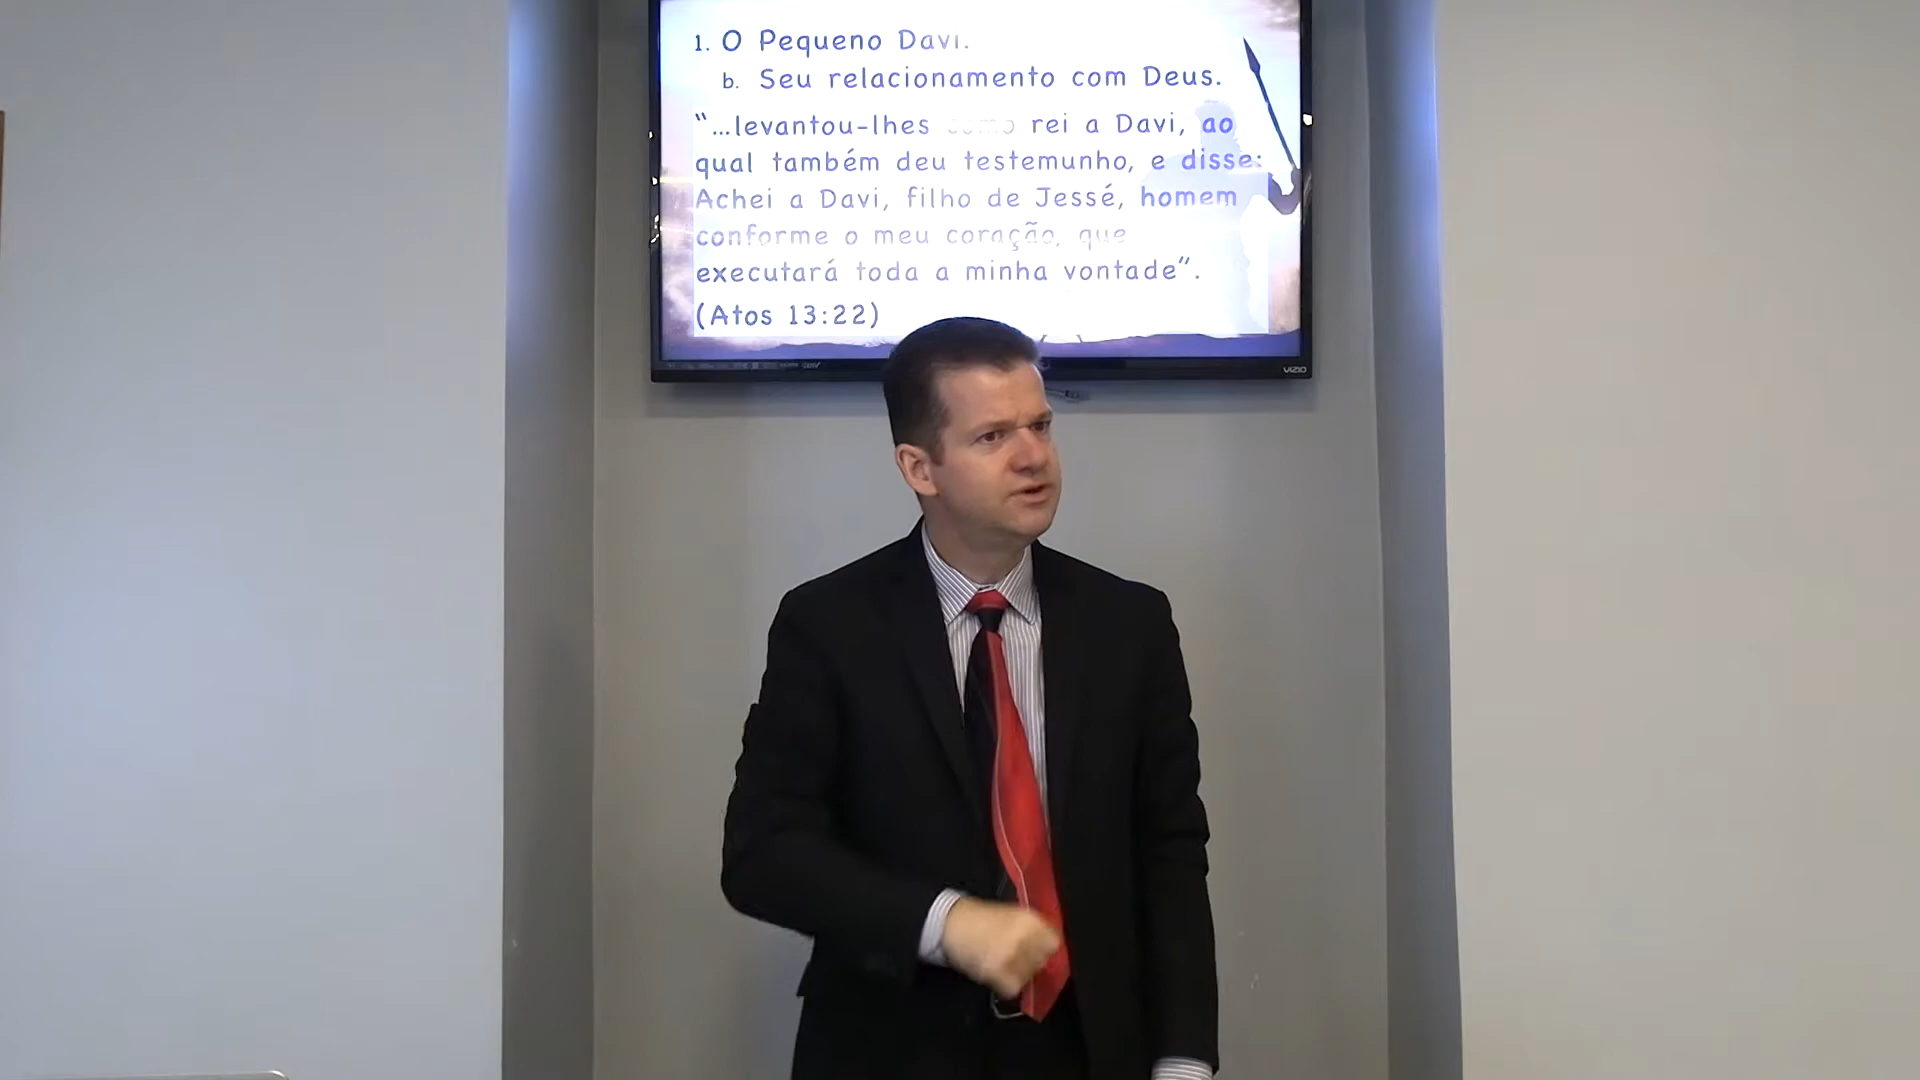 1. O Pequeno Davi.
b. Seu relacionamento com Deus.
“...levantou-lhes como rei a Davi, ao
qual também deu testemunho, e disse:
Achei a Davi, filho de Jessé, homem
conforme o meu coração, que
executará toda a minha vontade”.
(Atos 13:22)
VIZIO